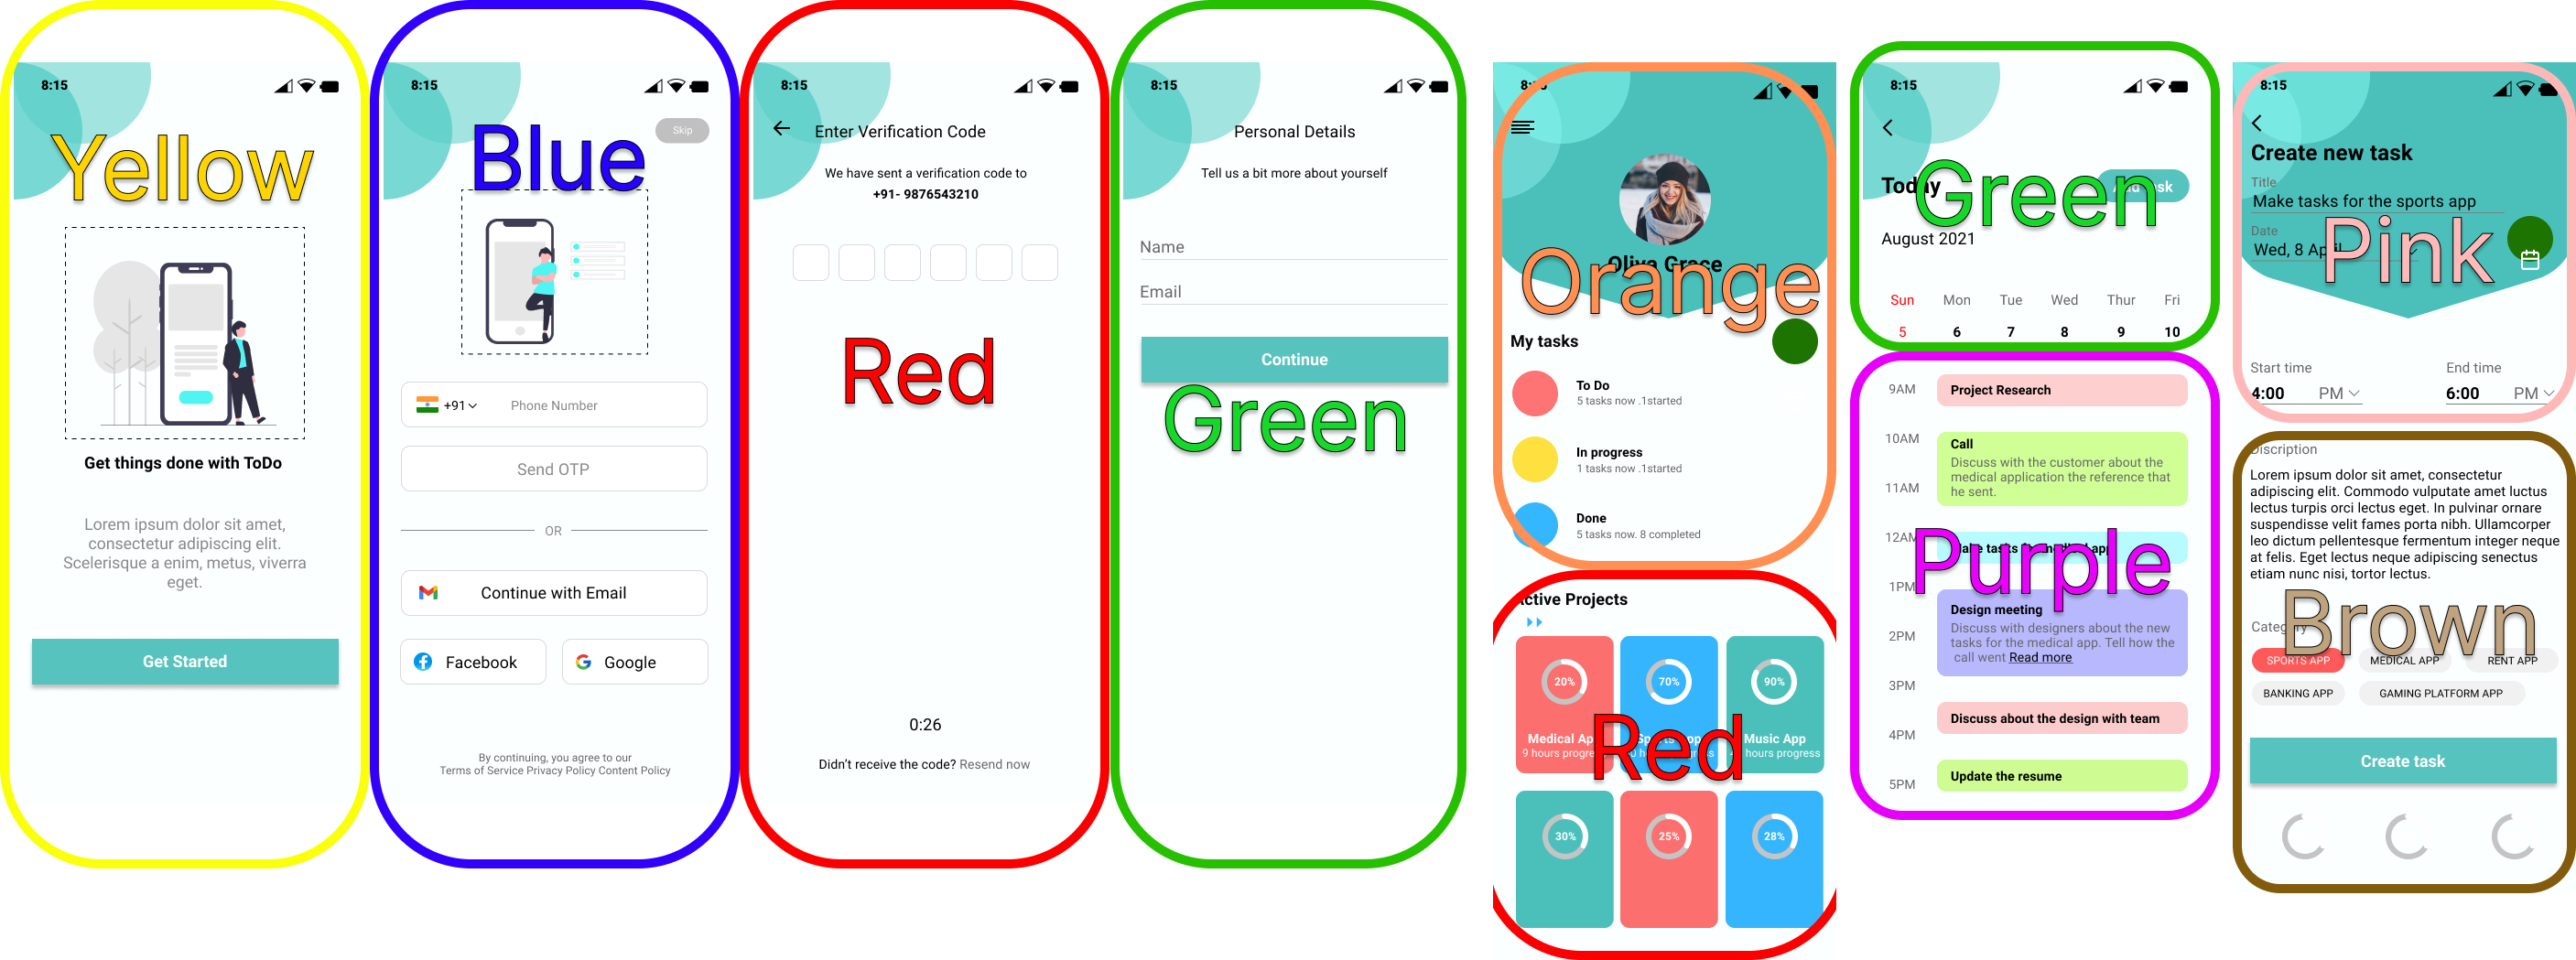 8:15
Yellow
Get things done with ToDo
Lorem ipsum dolor sit amet,
consectetur adipiscing elit.
Scelerisque a enim, metus, viverra
eget.
Get Started
8:15
Skip
Blue
+91
Phone Number
Send OTP
OR
Continue with Email
Facebook
Google
By continuing, you agree to our
Terms of Service Privacy Policy Content Policy
8:15
Enter Verification Code
We have sent a verification code to
+91- 9876543210
Red
0:26
Didn't receive the code? Resend now
8:15
Personal Details
Tell us a bit more about yourself
Name
Email
Continue
Green
8:15
Oliva Grace
Orange
My tasks
To Do
5 tasks now .1started
In progress
1 tasks now .1started
Done
5 tasks now. 8 completed
Active Projects
20%
70%
90%
Medical App
Sports App
Music App
9 hours progress
hours progress
Red
30%
25%
28%
8:15
Today
Add task
Green
August 2021
Sun Mon Tue Wed Thur Fri
5 6 7 8 9 10
9AM
Project Research
10AM
Call
Discuss with the customer about the
medical application the reference that
he sent.
11AM
12AM
Make tasks for medical app
Purple
1PM
Design meeting
Discuss with designers about the new
tasks for the medical app. Tell how the
call went Read more
2PM
3PM
Discuss about the design with team
4PM
Update the resume
5PM
8:15
Create new task
Title
Make tasks for the sports app
Date
Wed, 8 April
Pink
Start time
End time
4:00 PM
6:00 PM
Discription
Lorem ipsum dolor sit amet, consectetur
adipiscing elit. Commodo vulputate amet luctus
lectus turpis orci lectus eget. In pulvinar ornare
suspendisse velit fames porta nibh. Ullamcorper
leo dictum pellentesque fermentum integer neque
at felis. Eget lectus neque adipiscing senectus
etiam nunc nisi, tortor lectus.
Brown
Category
SPORTS APP
MEDICAL APP
RENT APP
BANKING APP
GAMING PLATFORM APP
Create task